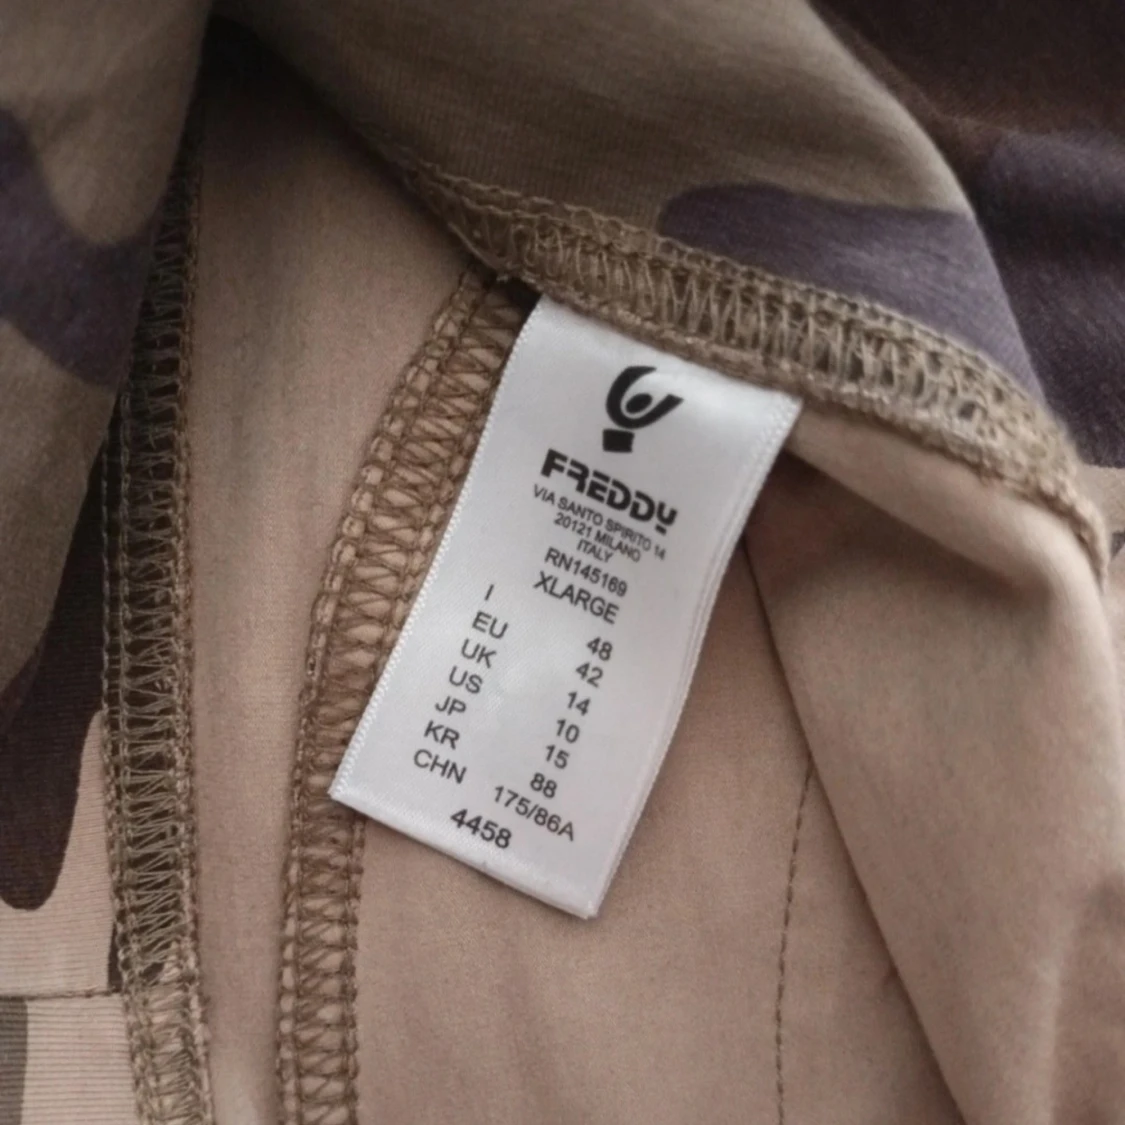 FREDDY
VIA SANTO SPIRITO 14
20121 MILANO
ITALY
RN145169
XLARGE
I 48
EU 42
UK 14
US 10
JP 15
KR 88
CHN 175/86A
4458